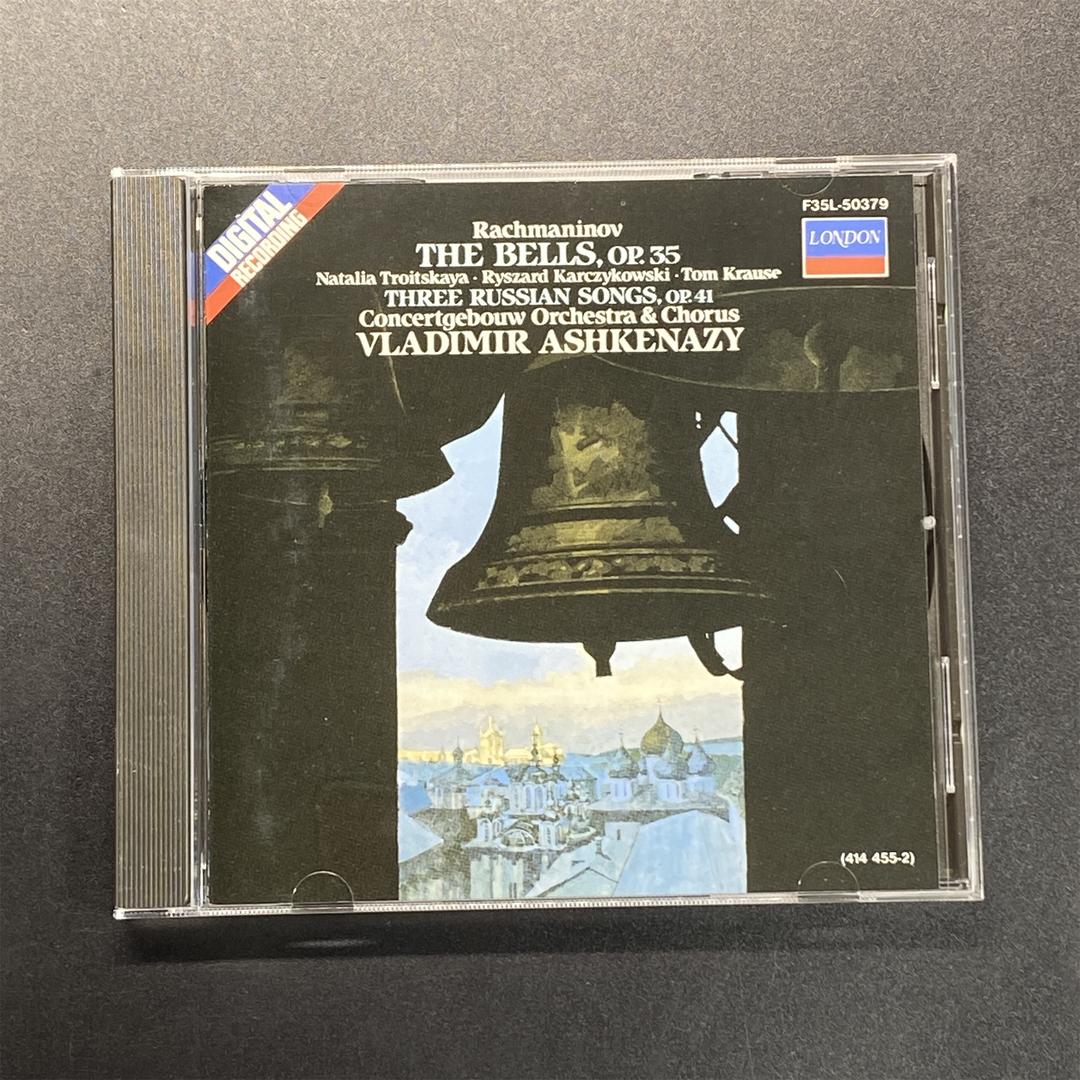 DIGITAL
RECORDING
F35L-50379
LONDON
Rachmaninov
THE BELLS, OP. 35
Natalia Troitskaya · Ryszard Karczykowski · Tom Krause
THREE RUSSIAN SONGS, OP. 41
Concertgebouw Orchestra & Chorus
VLADIMIR ASHKENAZY
(414 455-2)